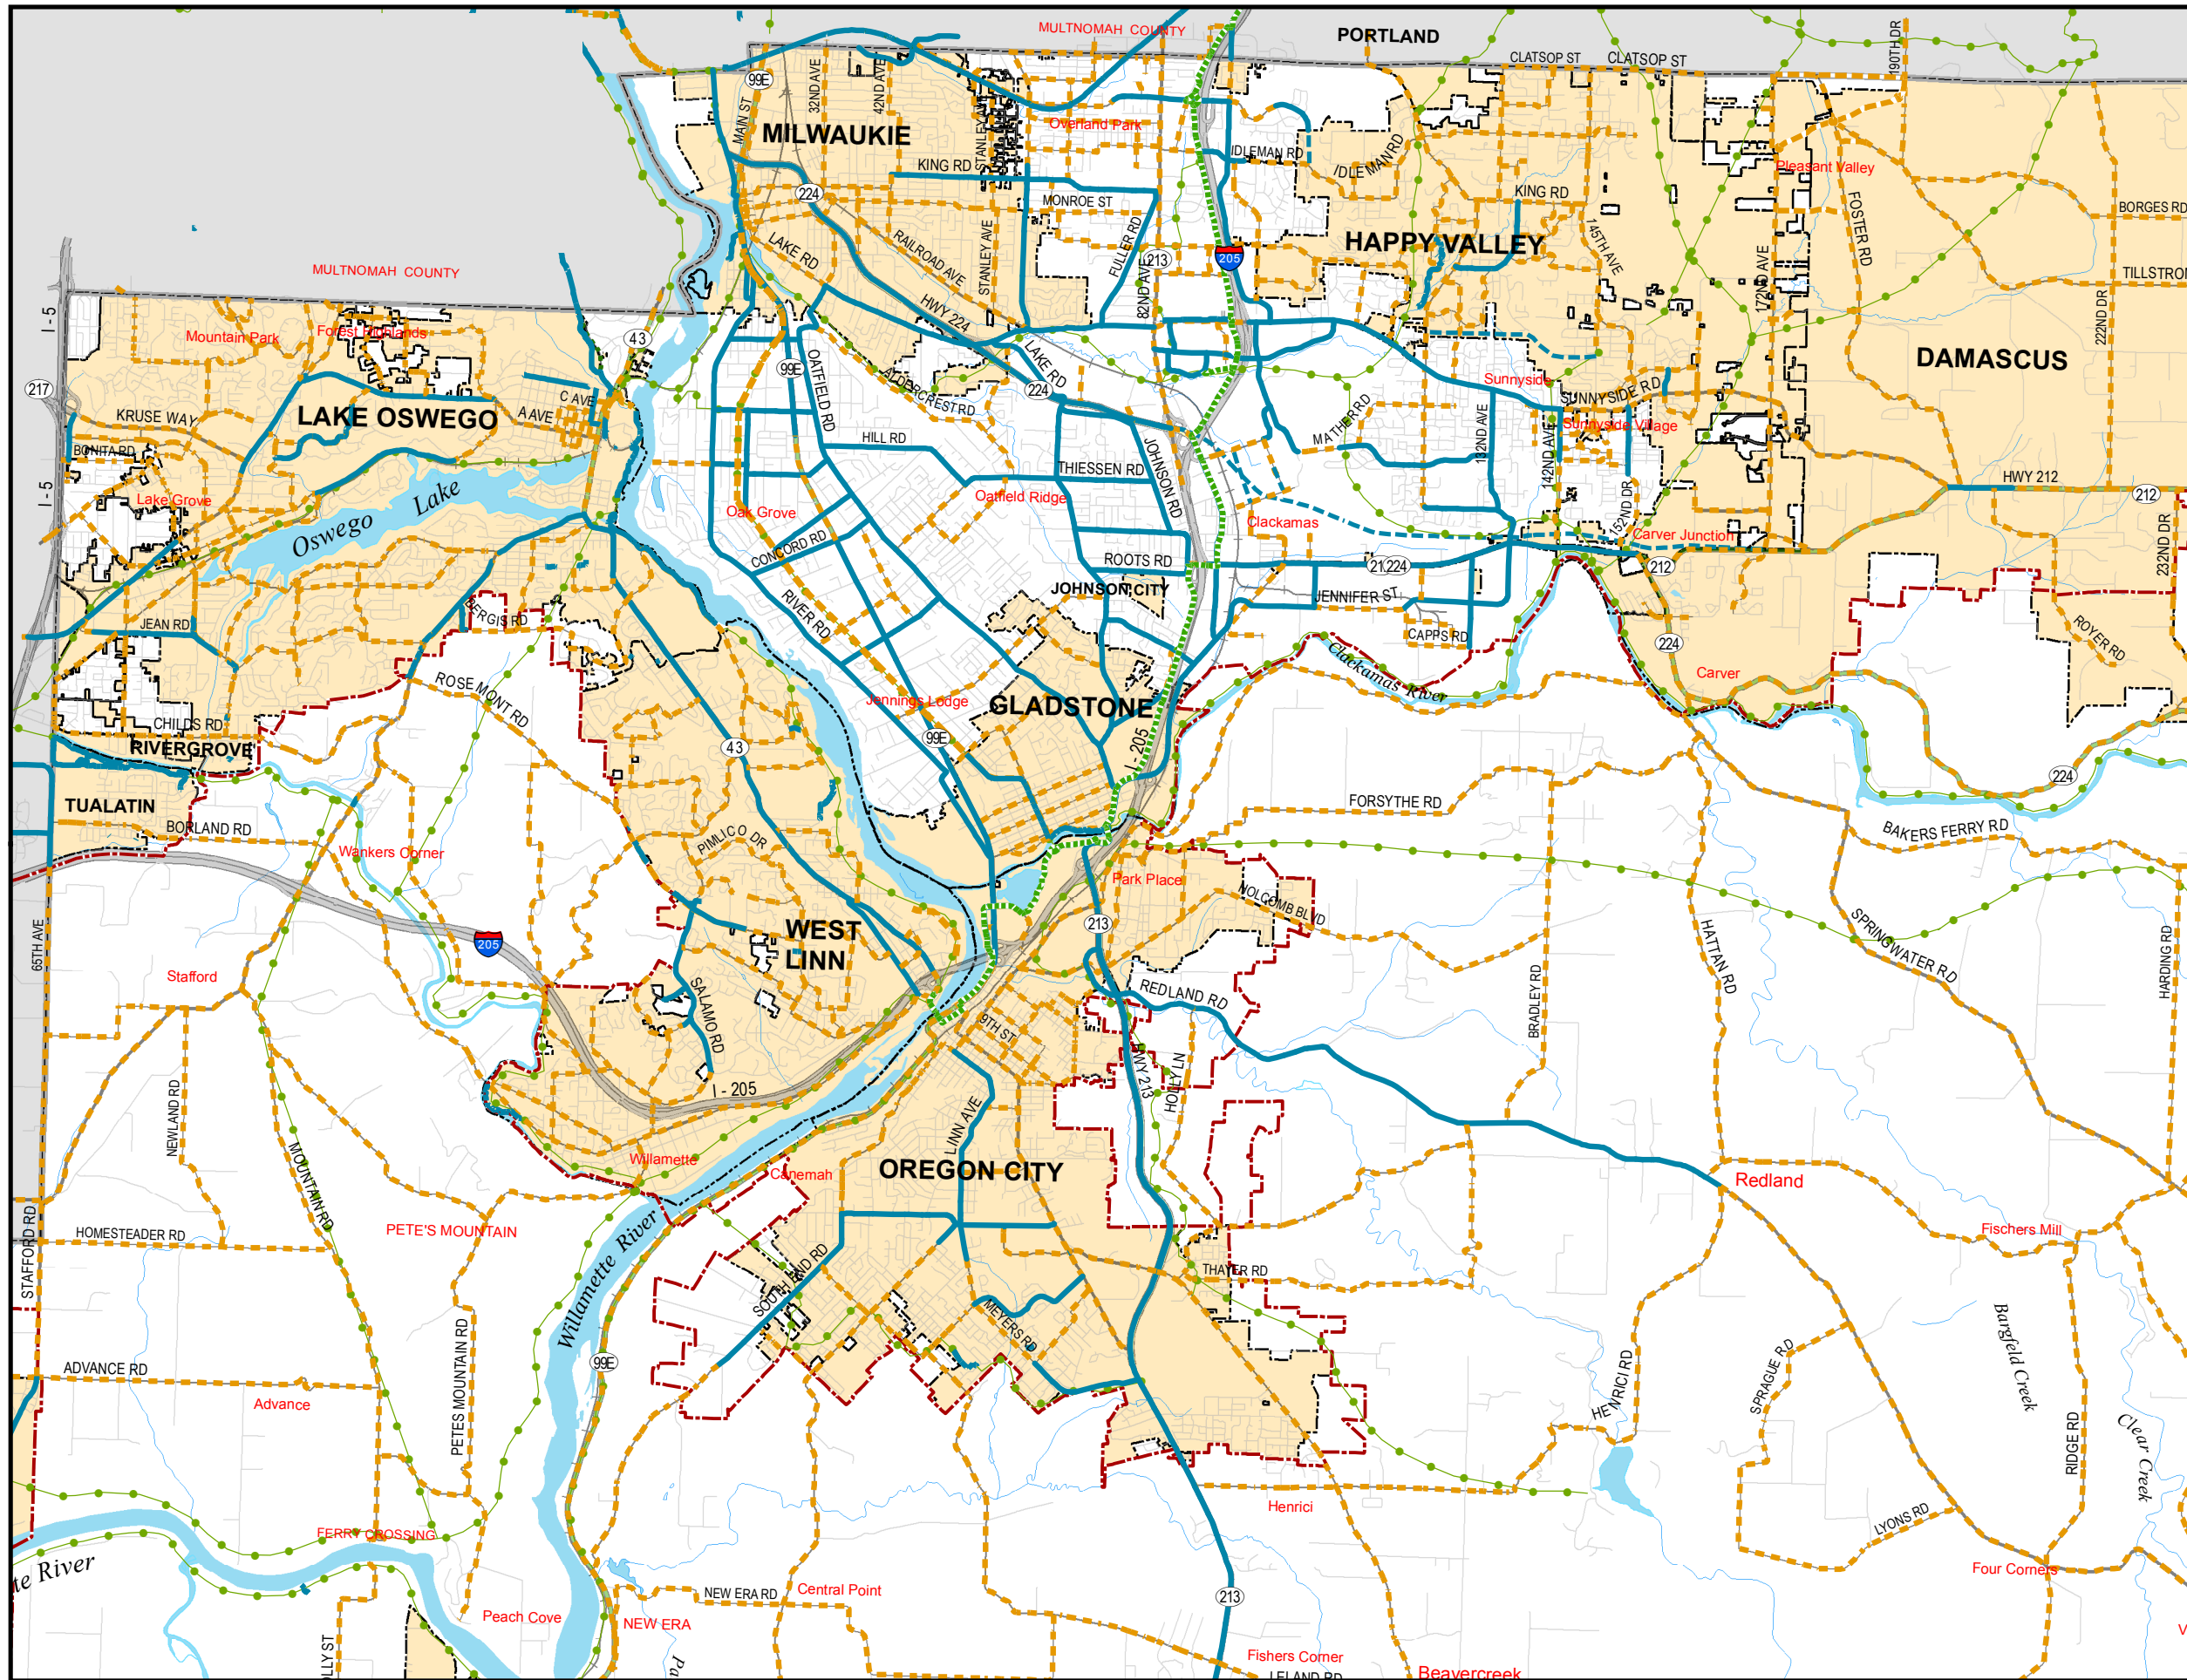 MULTNOMAH COUNTY
PORTLAND
190TH DR
CLATSOP ST
CLATSOP ST
99E
32ND AVE
42ND AVE
MAIN ST
MILWAUKIE
STANLEY AVE
Overland Park
KING RD
IDLEMAN RD
IDLEMAN RD
Pleasant Valley
KING RD
FOSTER RD
BORGES RD
224
MONROE ST
LAKE RD
RAILROAD AVE
STANLEY AVE
FULLER RD
213
82ND AVE
205
HAPPY VALLEY
145TH AVE
172ND AVE
222ND DR
MULTNOMAH COUNTY
I - 5
Mountain Park
Forest Highlands
43
HWY 224
99E
OATFIELD RD
LAKE RD
224
ALDERCREST RD
DAMASCUS
Sunnyside
SUNNYSIDE RD
Sunnyside Village
217
KRUSE WAY
LAKE OSWEGO
A AVE
C AVE
BONITA RD
HILL RD
MATHER RD
132ND AVE
142ND AVE
152ND DR
THIESSEN RD
JOHNSON RD
HWY 212
212
I - 5
Lake Grove
Oswego Lake
Oak Grove
Oatfield Ridge
Clackamas
Carver Junction
232ND DR
CONCORD RD
ROOTS RD
224
212
JOHNSON CITY
JENNIFER ST
CAPPS RD
JEAN RD
BERGIS RD
RIVER RD
ROYER RD
224
Clackamas River
Carver
ROSEMONT RD
Jennings Lodge
GLADSTONE
CHILDS RD
RIVERGROVE
43
99E
I - 205
224
TUALATIN
BORLAND RD
FORSYTHE RD
BAKERS FERRY RD
PIMLICO DR
Wankers Corner
Park Place
HOLCOMB BLVD
213
WEST
LINN
205
65TH AVE
Stafford
SALAMO RD
REDLAND RD
HATTAN RD
SPRINGWATER RD
HARDING RD
BRADLEY RD
9TH ST
HWY 213
HOLLY LN
I - 205
NEWLAND RD
LINN AVE
MOUNTAIN RD
Willamette
Canemah
OREGON CITY
Redland
STAFFORD RD
HOMESTEADER RD
PETE'S MOUNTAIN
Fischers Mill
Willamette River
SOUTH END RD
THAYER RD
MEYERS RD
PETES MOUNTAIN RD
99E
ADVANCE RD
Advance
HENRICI RD
SPRAGUE RD
Bargfeld Creek
RIDGE RD
Clear Creek
Henrici
LYONS RD
FERRY CROSSING
Four Corners
NEW ERA RD
Central Point
213
Peach Cove
NEW ERA
Fishers Corner
LELAND RD
Beavercreek